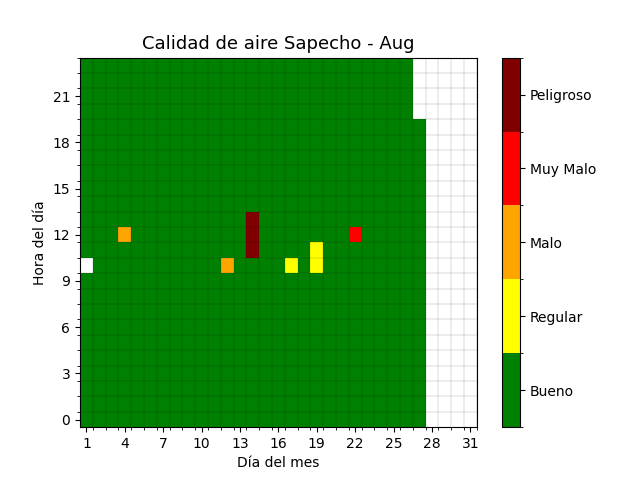 Calidad de aire Sapecho - Aug
21
18
15
12
9
6
3
0
Hora del día
1 4 7 10 13 16 19 22 25 28 31
Día del mes
Peligroso
Muy Malo
Malo
Regular
Bueno